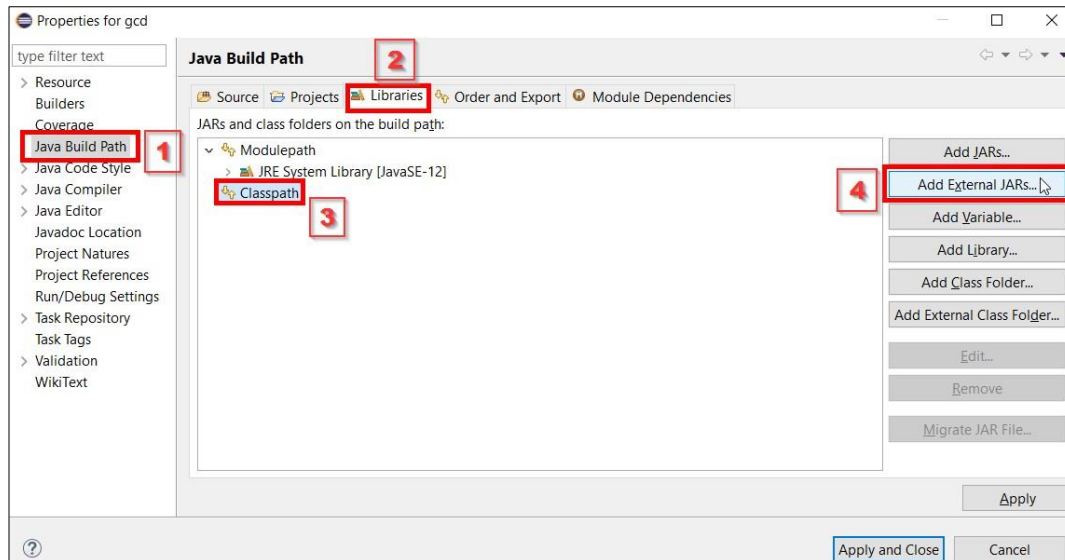 Properties for gcd
type filter text
Resource
Builders
Coverage
Java Build Path
1
Java Code Style
Java Compiler
Java Editor
Javadoc Location
Project Natures
Project References
Run/Debug Settings
Task Repository
Task Tags
Validation
WikiText
Java Build Path
2
Source Projects Libraries Order and Export Module Dependencies
JARs and class folders on the build path:
Modulepath
JRE System Library [JavaSE-12]
Classpath
3
Add JARs...
4
Add External JARs...
Add Variable...
Add Library...
Add Class Folder...
Add External Class Folder...
Edit...
Remove
Migrate JAR File...
Apply
?
Apply and Close Cancel